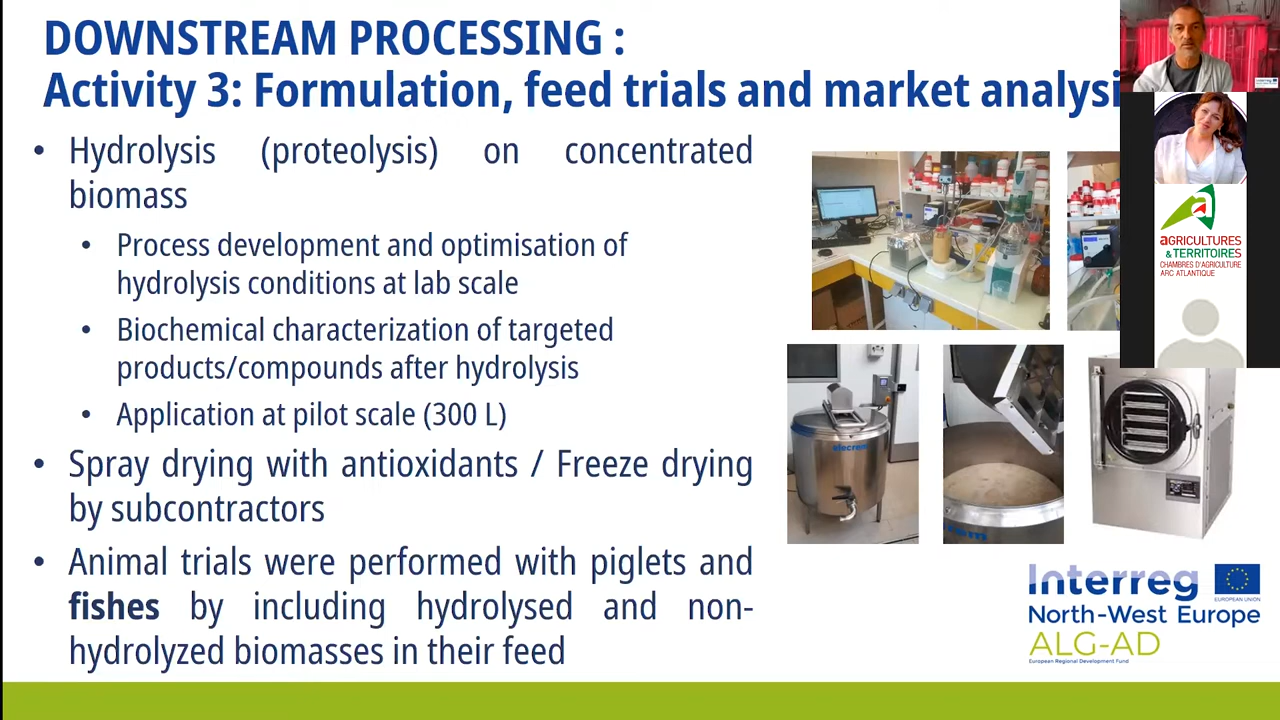 DOWNSTREAM PROCESSING :
Activity 3: Formulation, feed trials and market analysi
• Hydrolysis (proteolysis) on concentrated
biomass
• Process development and optimisation of
hydrolysis conditions at lab scale
• Biochemical characterization of targeted
products/compounds after hydrolysis
• Application at pilot scale (300 L)
• Spray drying with antioxidants / Freeze drying
by subcontractors
• Animal trials were performed with piglets and
fishes by including hydrolysed and non-
hydrolyzed biomasses in their feed
Interreg
aGRICULTURES
& TERRITOIRES
CHAMBRES D'AGRICULTURE
ARC ATLANTIQUE
elecrem
Interreg
EUROPEAN UNION
North-West Europe
ALG-AD
European Regional Development Fund